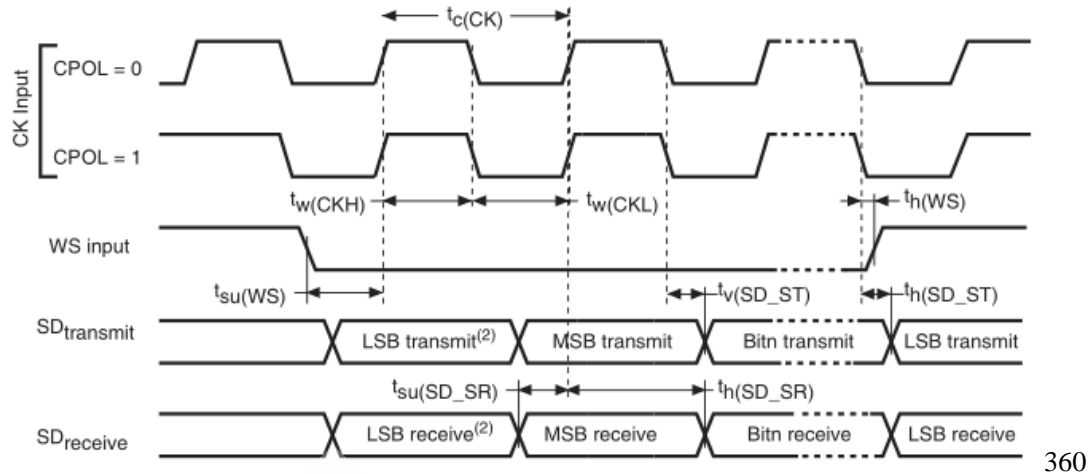 tc(CK)
CK Input
CPOL = 0
CPOL = 1
tw(CKH)
tw(CKL)
th(WS)
WS input
tsu(WS)
tv(SD_ST)
th(SD_ST)
SDtransmit
LSB transmit(2)
MSB transmit
Bitn transmit
LSB transmit
tsu(SD_SR)
th(SD_SR)
SDreceive
LSB receive(2)
MSB receive
Bitn receive
LSB receive
360